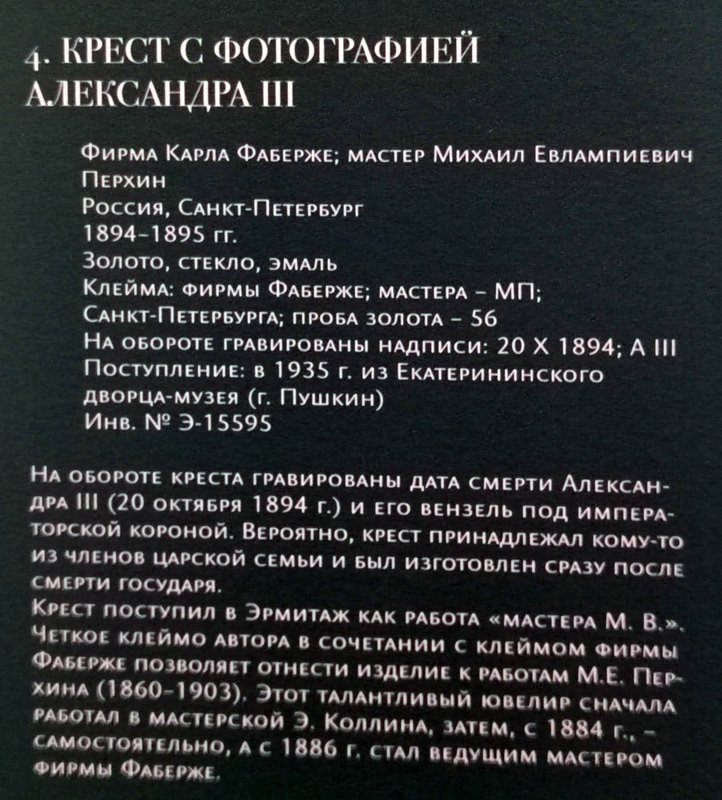 4. КРЕСТ С ФОТОГРАФИЕЙ
АЛЕКСАНДРА III
Фирма Карла Фаберже; мастер Михаил Евлампиевич
Перхин
Россия, Санкт-Петербург
1894–1895 гг.
Золото, стекло, эмаль
Клейма: фирмы Фаберже; мастера – МП;
Санкт-Петербурга; проба золота – 56
На обороте гравированы надписи: 20 X 1894; А III
Поступление: в 1935 г. из Екатерининского
дворца-музея (г. Пушкин)
Инв. № Э-15595
На обороте креста гравированы дата смерти Алексан-
дра III (20 октября 1894 г.) и его вензель под импера-
торской короной. Вероятно, крест принадлежал кому-то
из членов царской семьи и был изготовлен сразу после
смерти государя.
Крест поступил в Эрмитаж как работа «мастера М. В.».
Четкое клеймо автора в сочетании с клеймом фирмы
Фаберже позволяет отнести изделие к работам М.Е. Пер-
хина (1860–1903). Этот талантливый ювелир сначала
работал в мастерской Э. Коллина, затем, с 1884 г., –
самостоятельно, а с 1886 г. стал ведущим мастером
фирмы Фаберже.